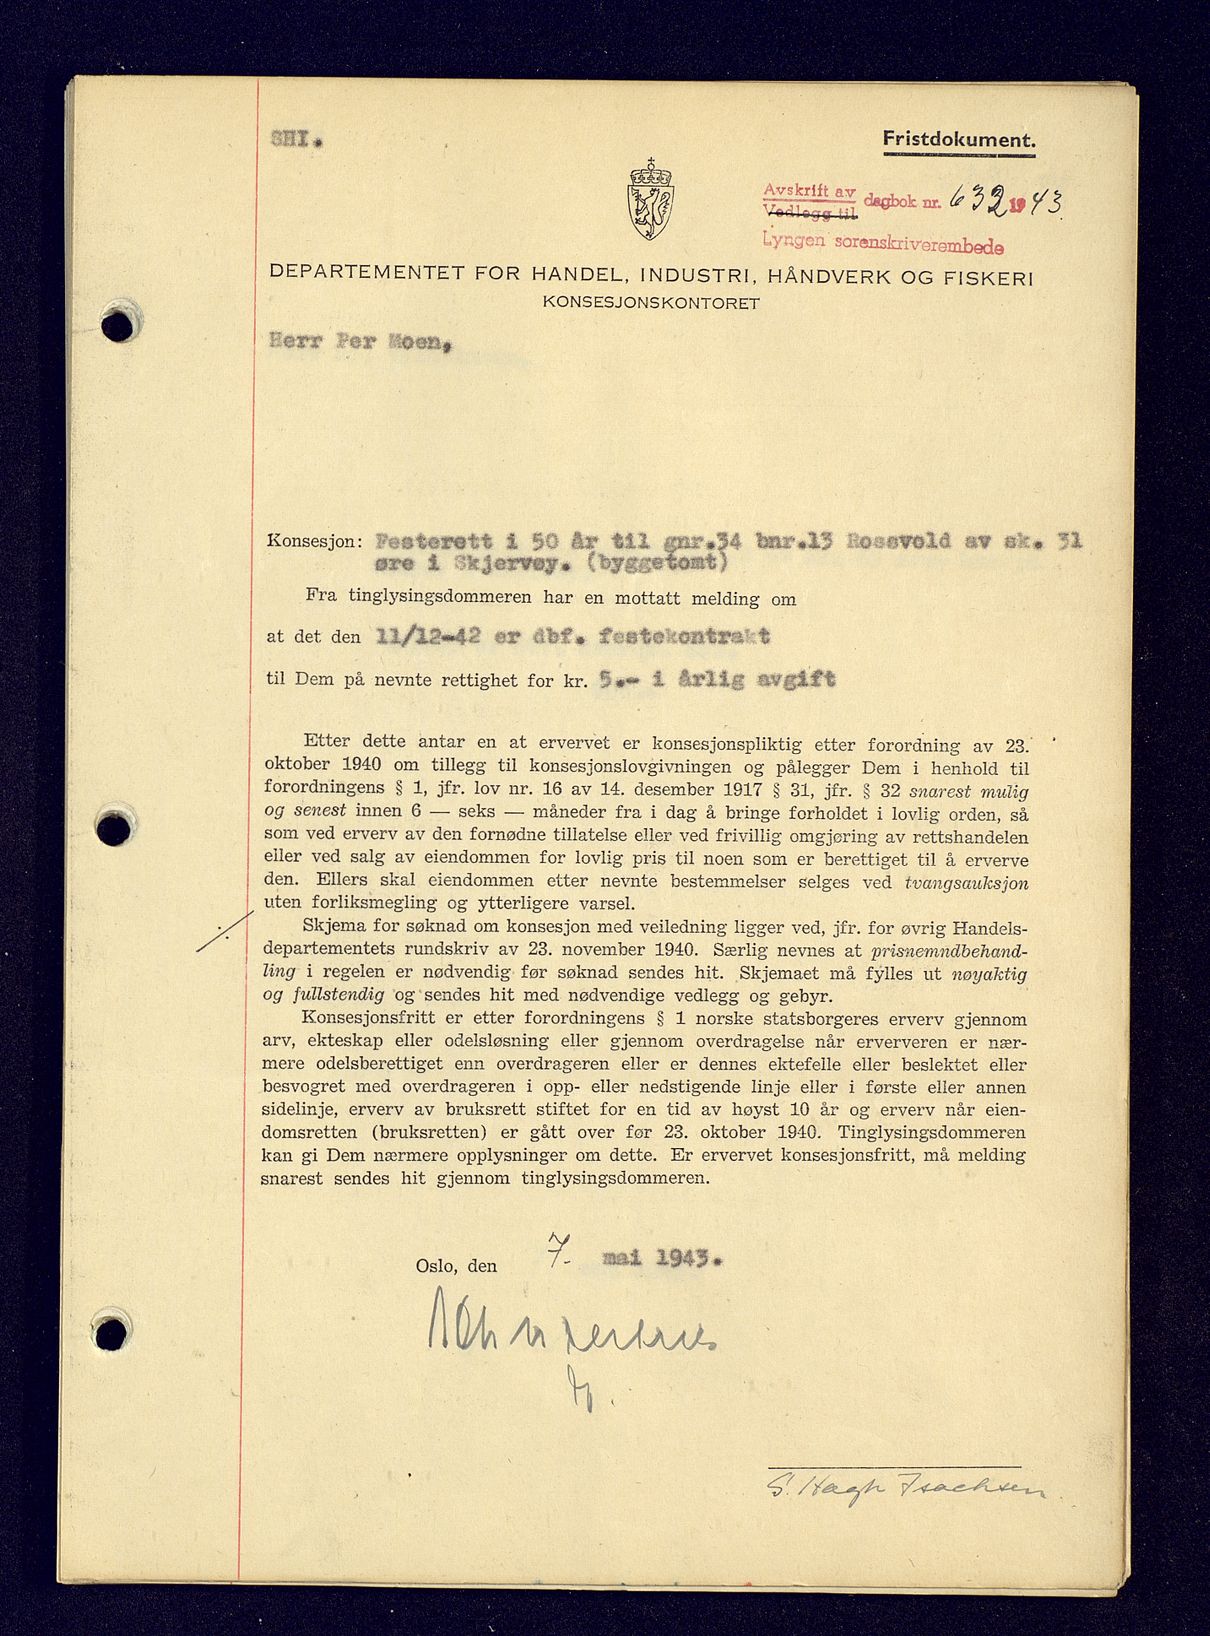 SHI.
Fristdokument.
Avskrift av
Vedlegg til
dagbok nr. 632 1943.
Lyngen sorenskriverembede
DEPARTEMENTET FOR HANDEL, INDUSTRI, HÅNDVERK OG FISKERI
KONSESJONSKONTORET
Herr Per Moen,
Konsesjon: Festerett i 50 år til gnr.34 bnr.13 Rossvold av sk. 31
øre i Skjervøy. (byggetomt)
Fra tinglysingsdommeren har en mottatt melding om
at det den 11/12-42 er dbf. festekontrakt
til Dem på nevnte rettighet for kr. 5.- i årlig avgift
Etter dette antar en at ervervet er konsesjonspliktig etter forordning av 23.
oktober 1940 om tillegg til konsesjonslovgivningen og pålegger Dem i henhold til
forordningens § 1, jfr. lov nr. 16 av 14. desember 1917 § 31, jfr. § 32 snarest mulig
og senest innen 6 — seks — måneder fra i dag å bringe forholdet i lovlig orden, så
som ved erverv av den fornødne tillatelse eller ved frivillig omgjøring av rettshandelen
eller ved salg av eiendommen for lovlig pris til noen som er berettiget til å erverve
den. Ellers skal eiendommen etter nevnte bestemmelser selges ved tvangsauksjon
uten forliksmegling og ytterligere varsel.
Skjema for søknad om konsesjon med veiledning ligger ved, jfr. for øvrig Handels-
departementets rundskriv av 23. november 1940. Særlig nevnes at prisnemndbehand-
ling i regelen er nødvendig før søknad sendes hit. Skjemaet må fylles ut nøyaktig
og fullstendig og sendes hit med nødvendige vedlegg og gebyr.
Konsesjonsfritt er etter forordningens § 1 norske statsborgeres erverv gjennom
arv, ekteskap eller odelsløsning eller gjennom overdragelse når erververen er nær-
mere odelsberettiget enn overdrageren eller er dennes ektefelle eller beslektet eller
besvogret med overdrageren i opp- eller nedstigende linje eller i første eller annen
sidelinje, erverv av bruksrett stiftet for en tid av høyst 10 år og erverv når eien-
domsretten (bruksretten) er gått over før 23. oktober 1940. Tinglysingsdommeren
kan gi Dem nærmere opplysninger om dette. Er ervervet konsesjonsfritt, må melding
snarest sendes hit gjennom tinglysingsdommeren.
Oslo, den 7. mai 1943.
S. Hagh Isachsen